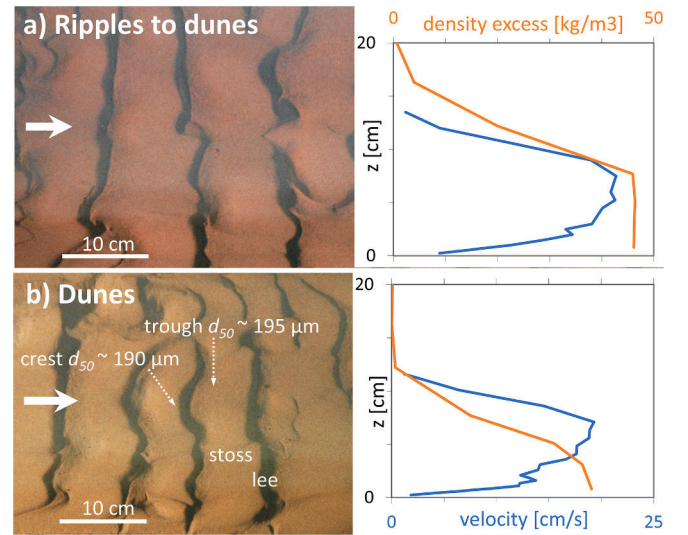 a) Ripples to dunes
10 cm
0
density excess [kg/m3]
50
20
z [cm]
0
b) Dunes
trough d50 ~ 195 μm
crest d50 ~ 190 μm
stoss
lee
10 cm
20
z [cm]
0
0
velocity [cm/s]
25